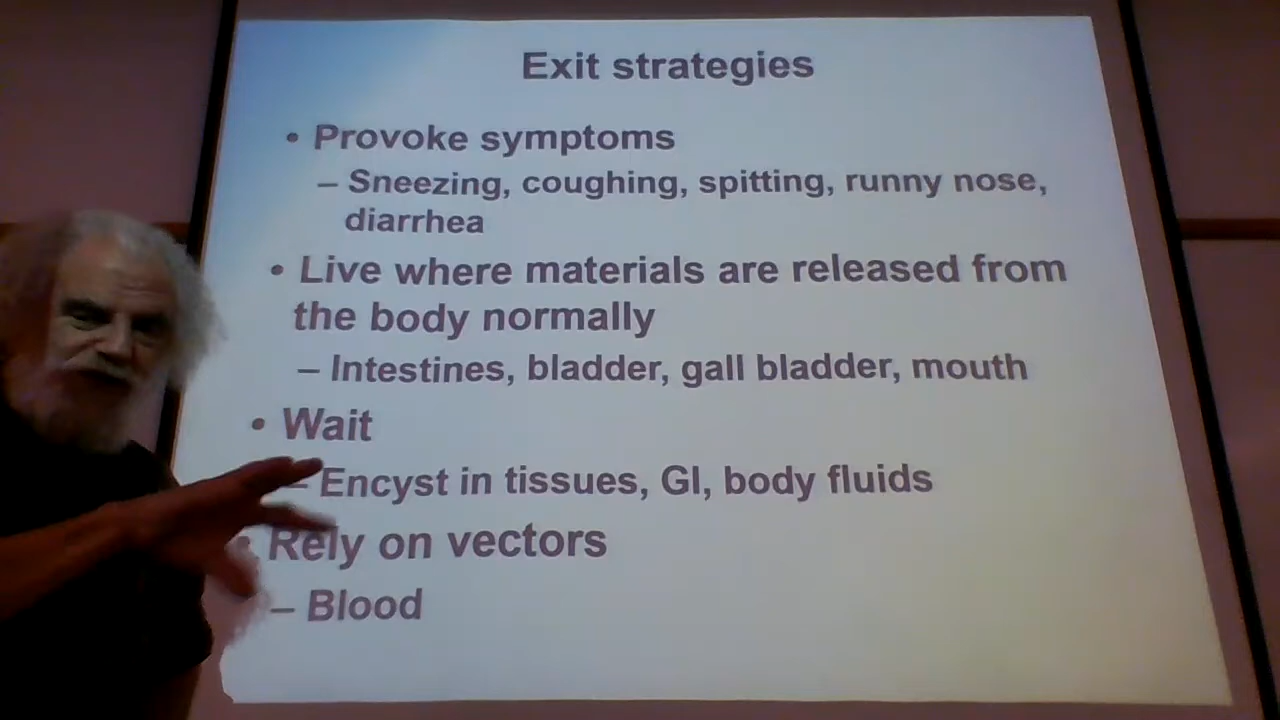 Exit strategies
• Provoke symptoms
– Sneezing, coughing, spitting, runny nose,
diarrhea
• Live where materials are released from
the body normally
– Intestines, bladder, gall bladder, mouth
• Wait
– Encyst in tissues, GI, body fluids
• Rely on vectors
– Blood